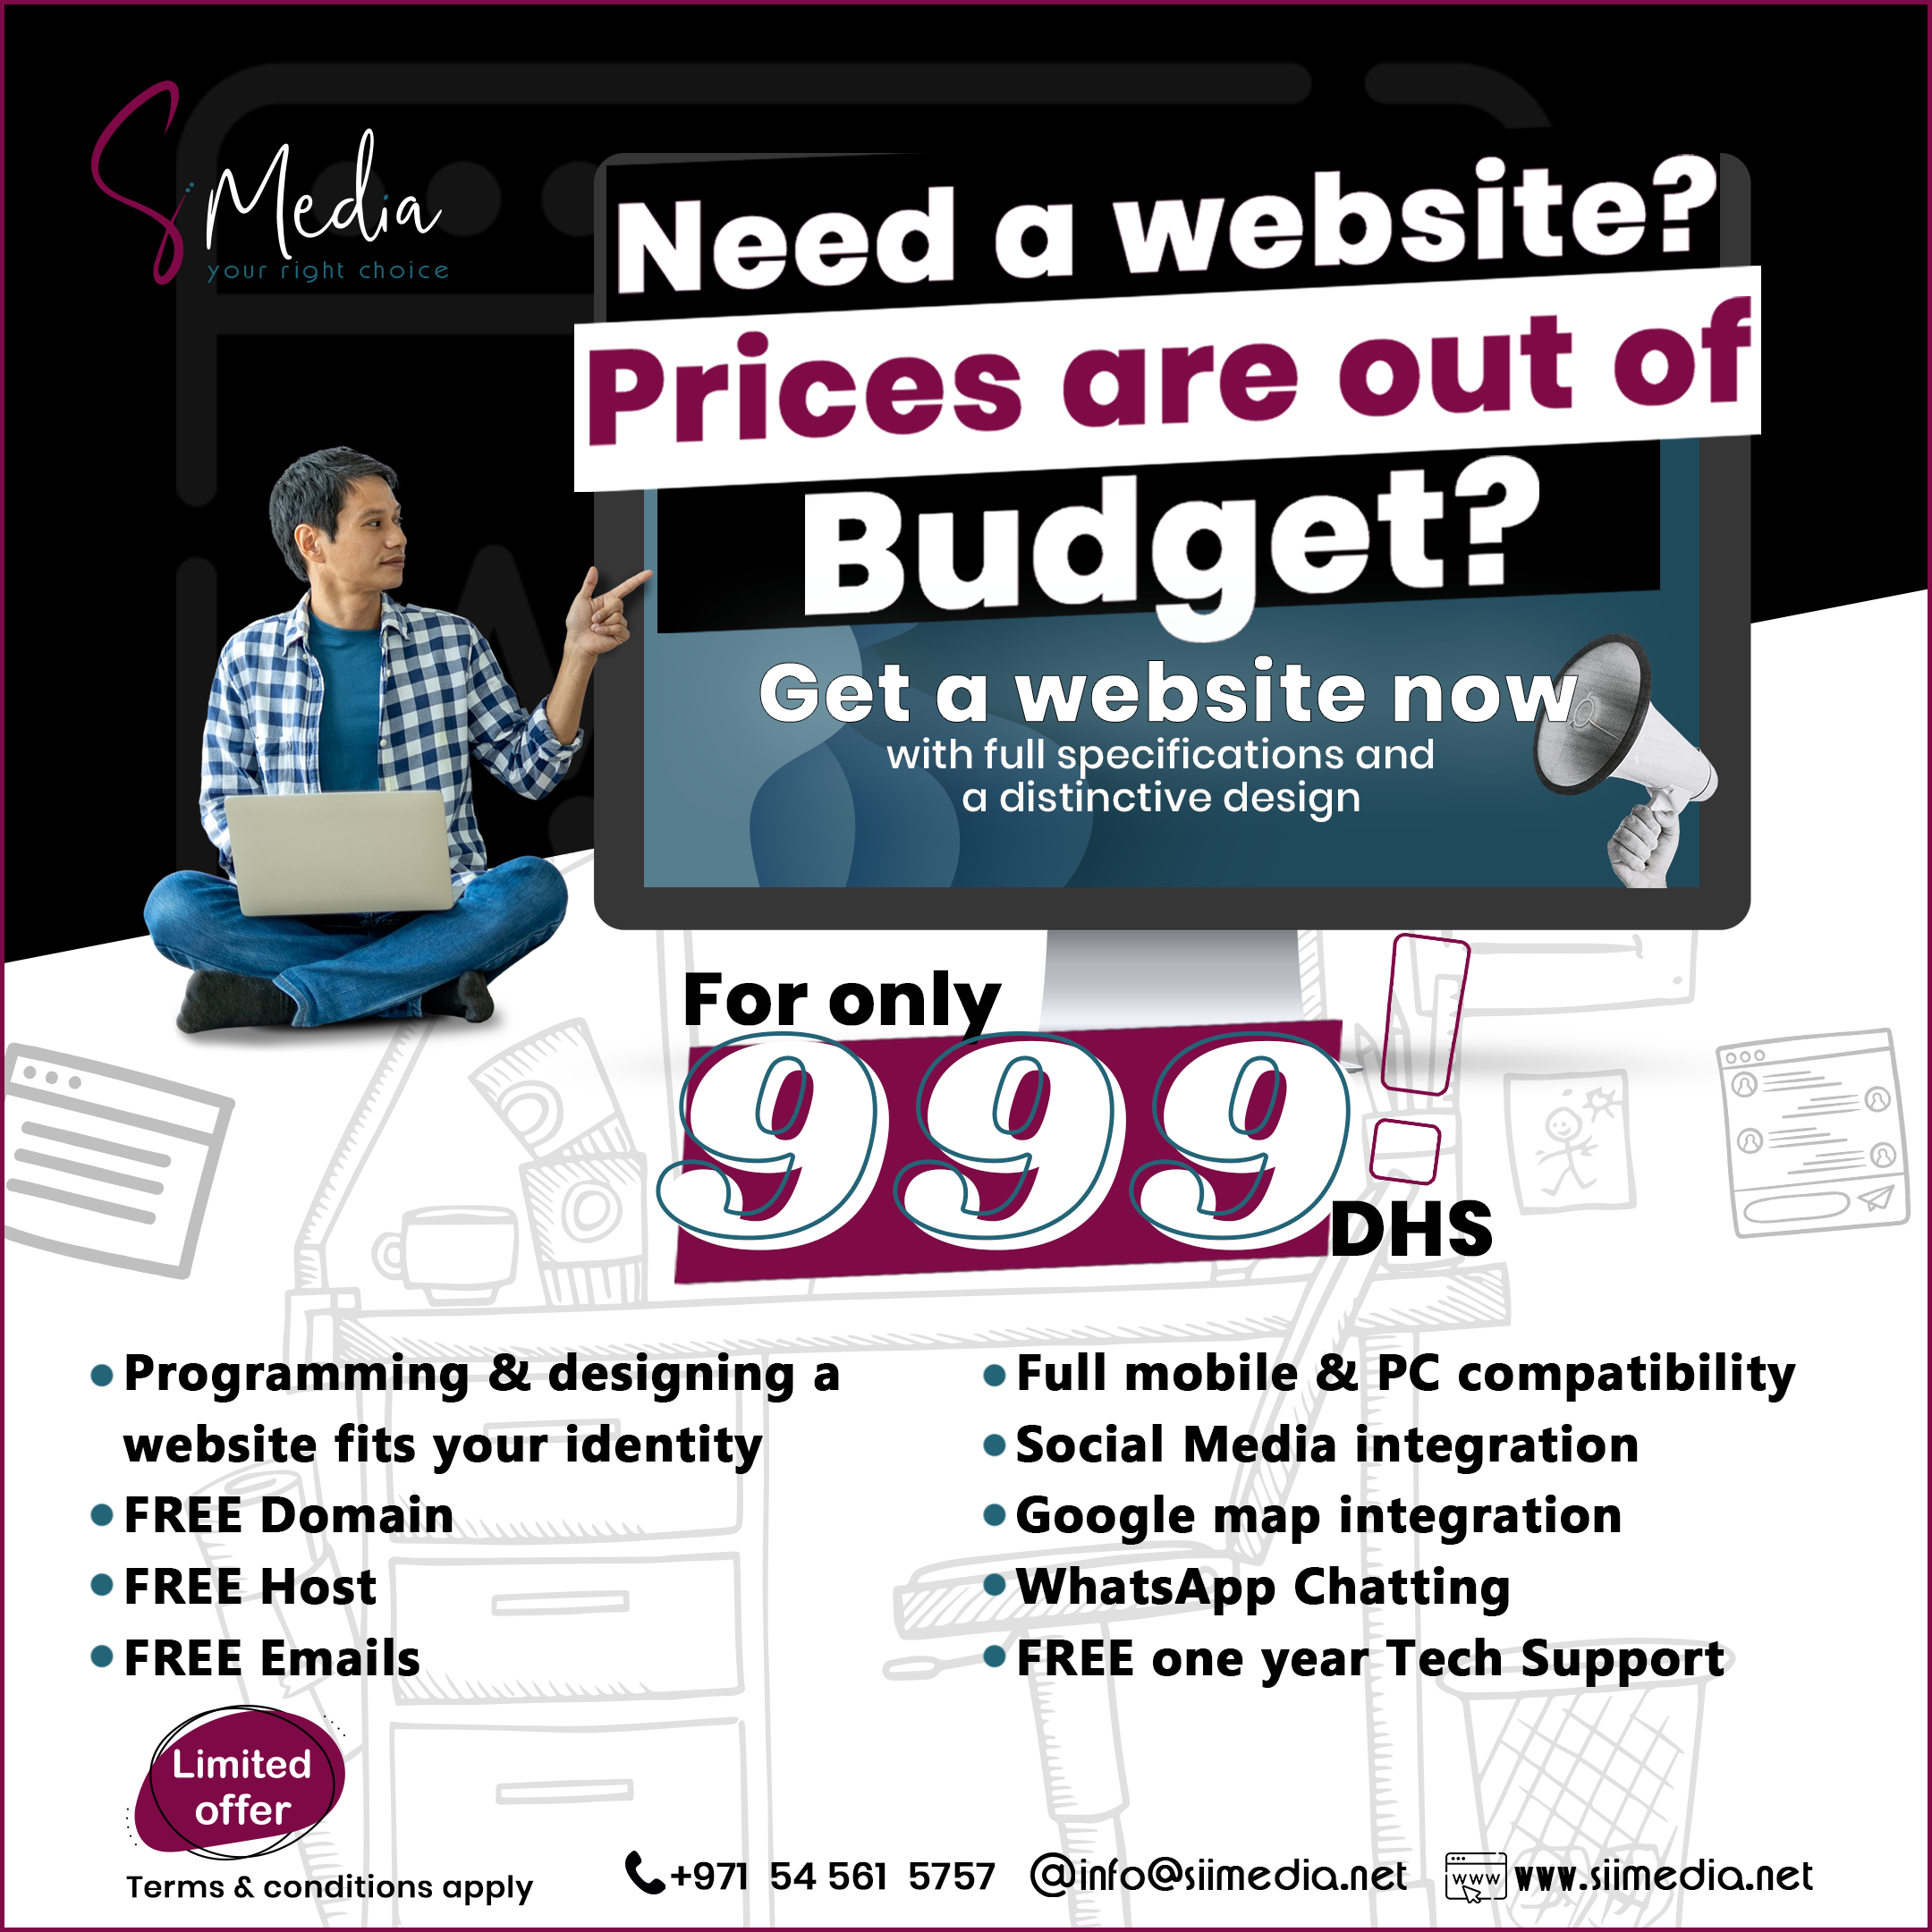 Si Media
your right choice
Need a website?
Prices are out of
Budget?
Get a website now
with full specifications and
a distinctive design
For only
999!
DHS
Programming & designing a
website fits your identity
FREE Domain
FREE Host
FREE Emails
Full mobile & PC compatibility
Social Media integration
Google map integration
WhatsApp Chatting
FREE one year Tech Support
Limited
offer
Terms & conditions apply
+971 54 561 5757
@info@siimedia.net
www
www.siimedia.net